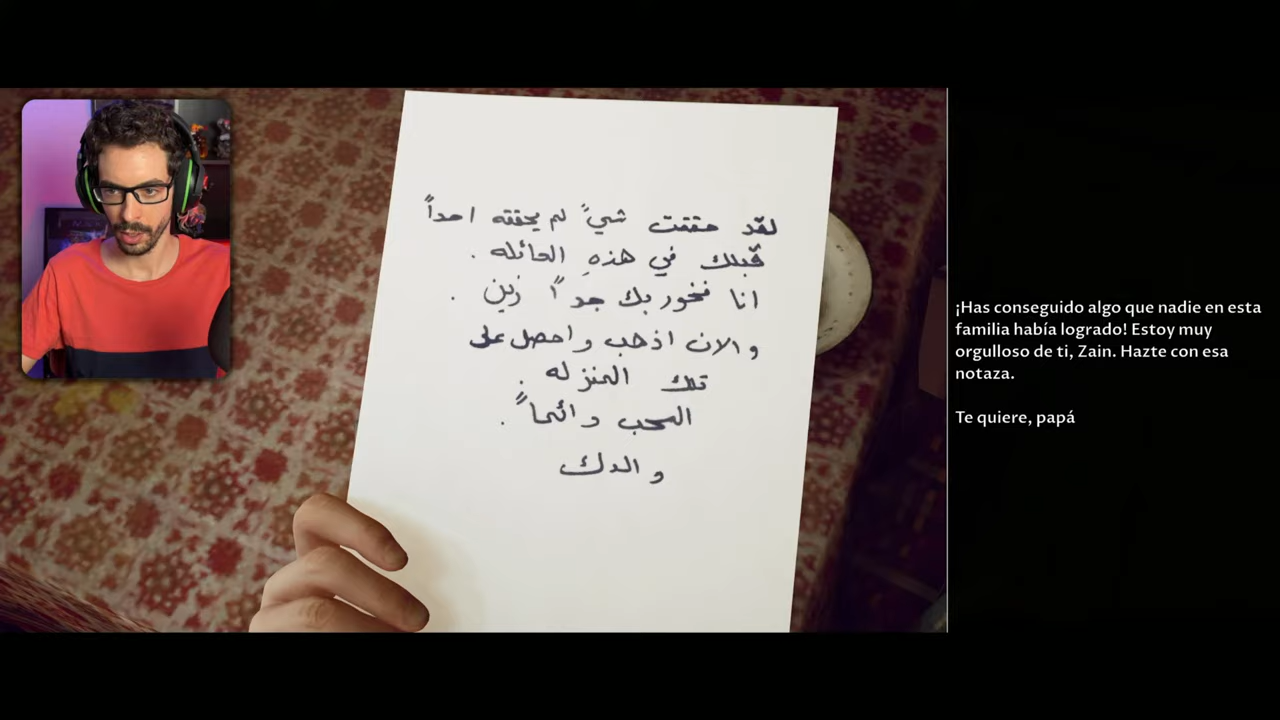 لقد حققت شيءً لم يحققه احداً
قبلك في هذهِ العائله .
انا فخور بك جداً زين .
والان اذهب واحصل على
تلك المنزله .
المحب دائماً .
والدك
¡Has conseguido algo que nadie en esta
familia había logrado! Estoy muy
orgulloso de ti, Zain. Hazte con esa
notaza.
Te quiere, papá